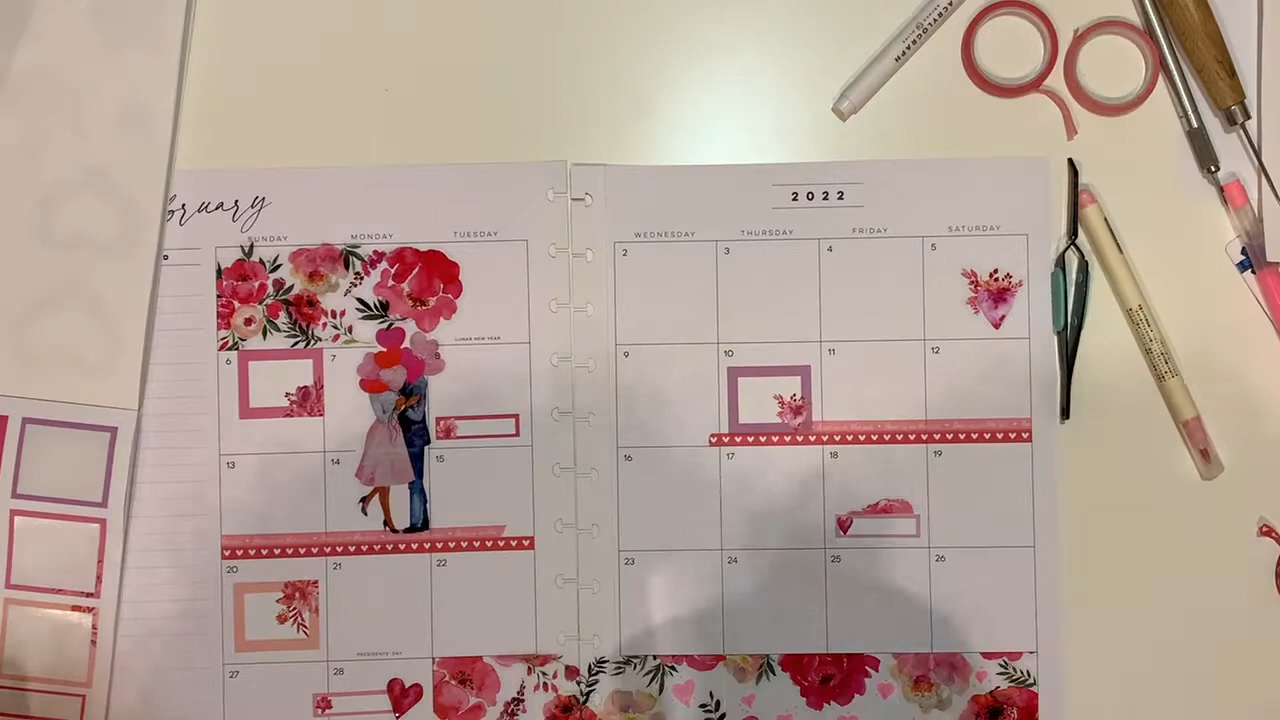 ACRYLOGRAPH
bruary
2022
SUNDAY MONDAY TUESDAY WEDNESDAY THURSDAY FRIDAY SATURDAY
2 3 4 5
LUNAR NEW YEAR
6 7 8 9 10 11 12
13 14 15 16 17 18 19
20 21 22 23 24 25 26
PRESIDENTS' DAY
27 28